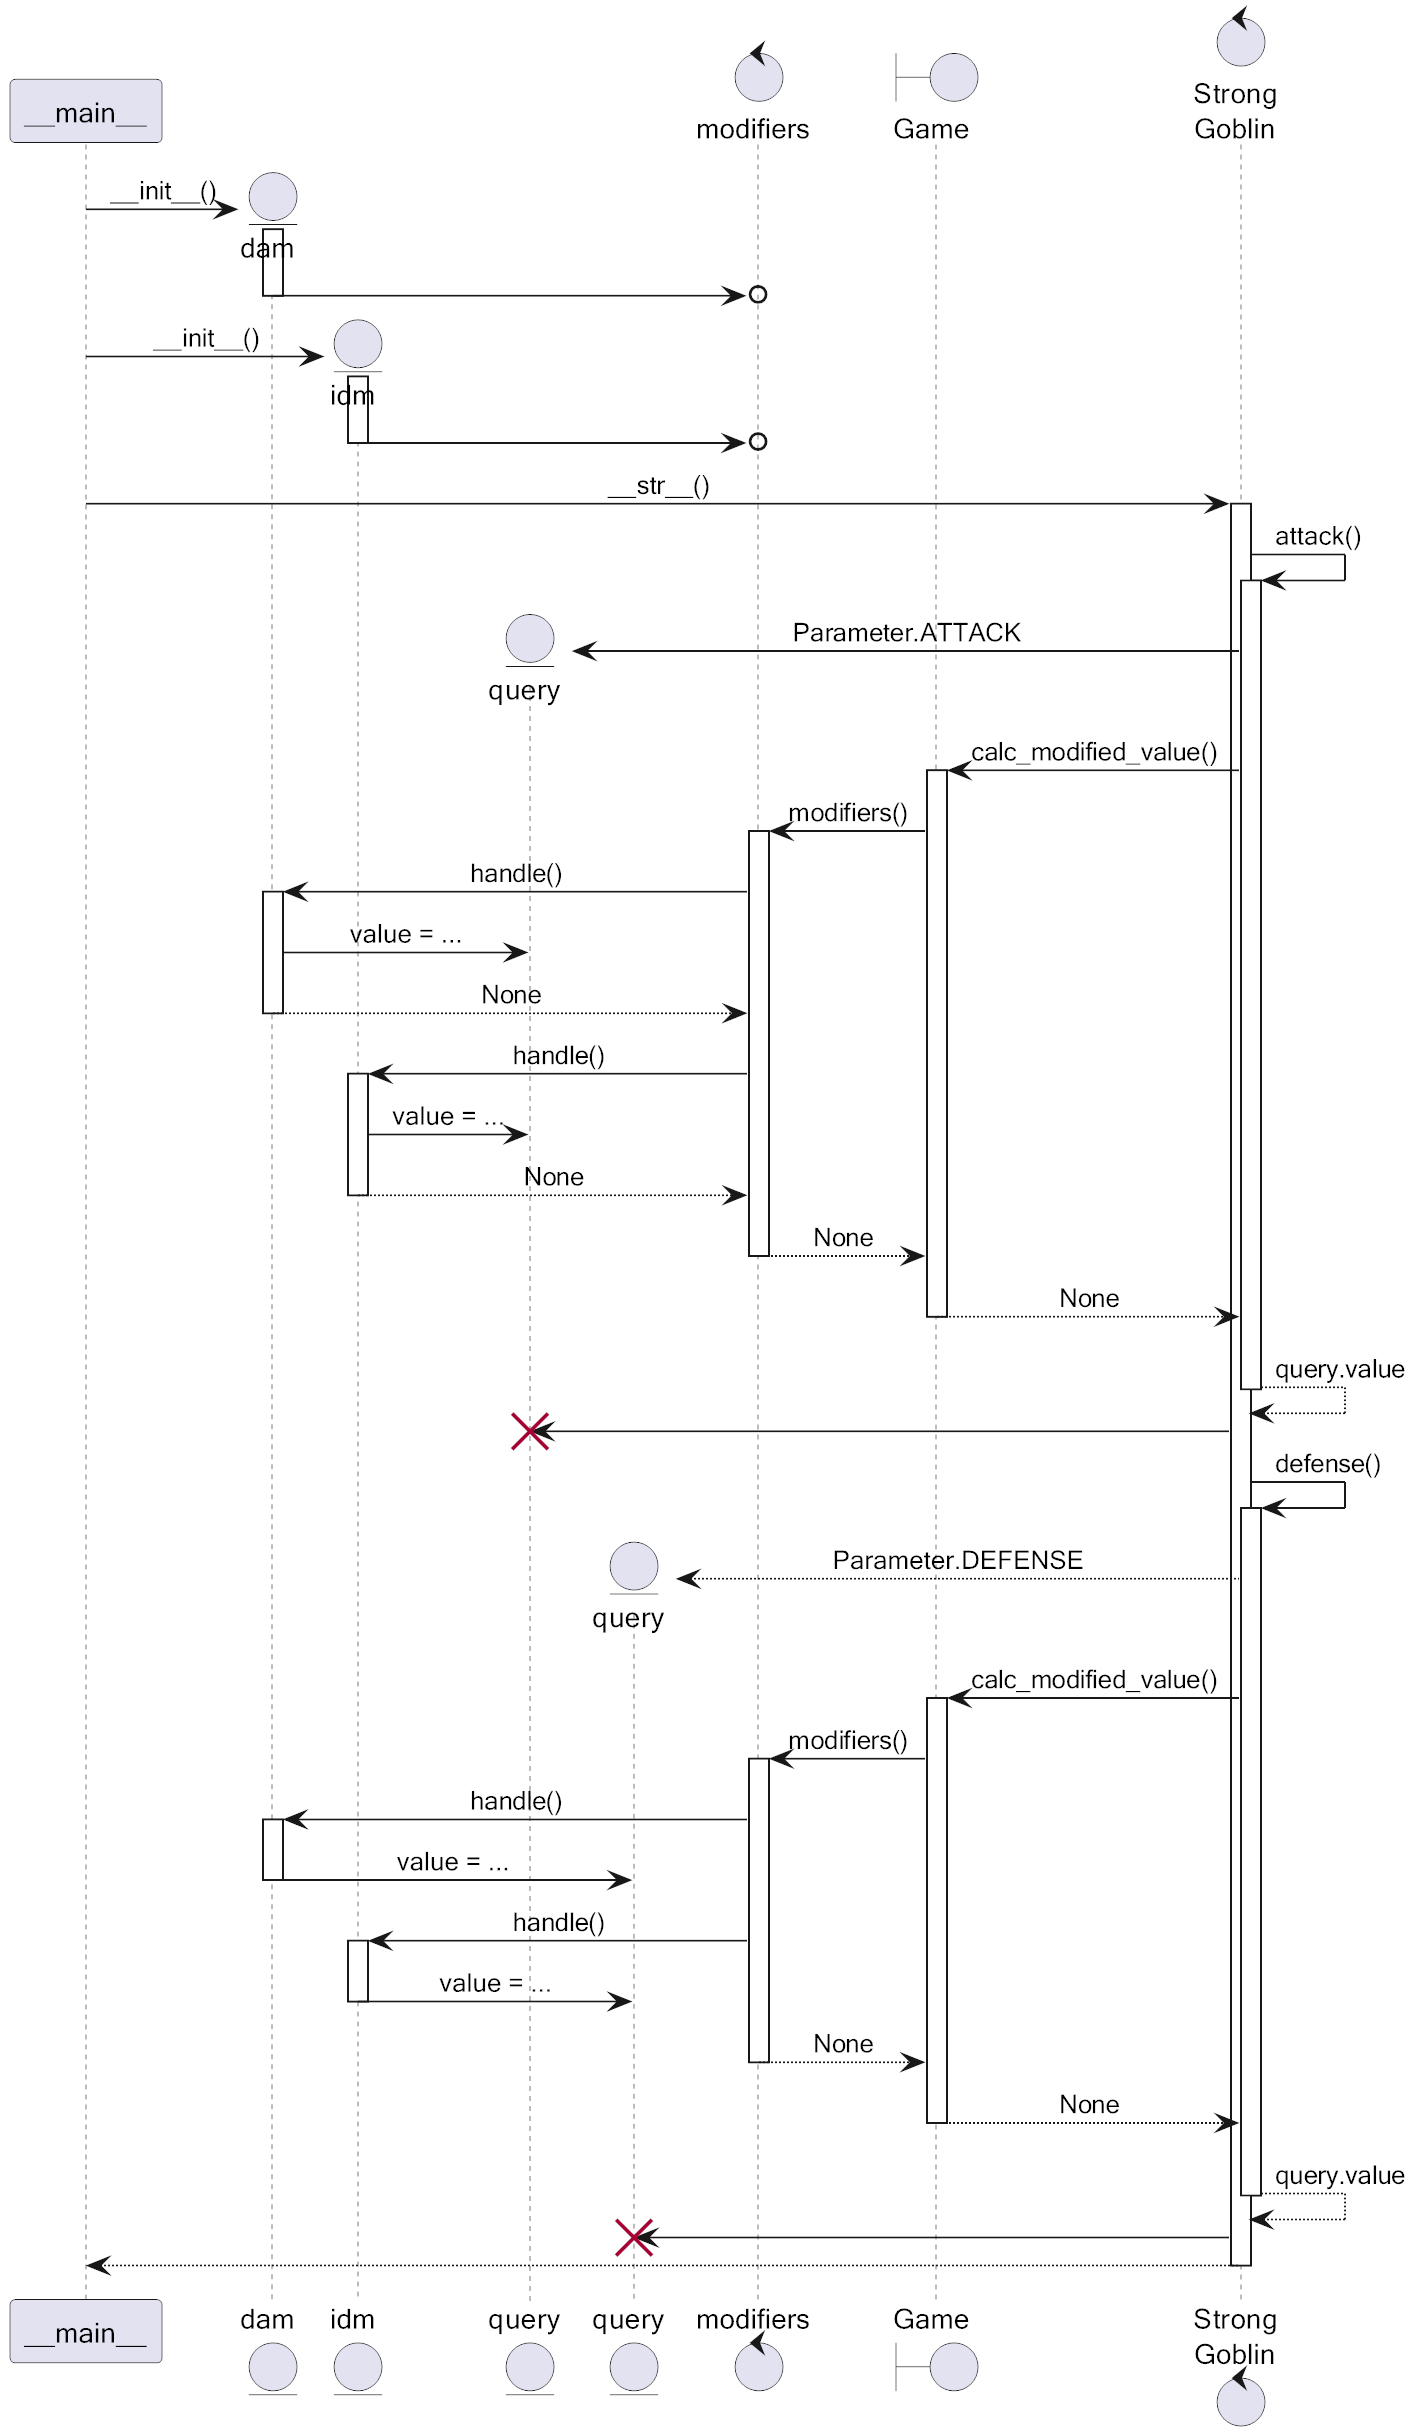 Strong
Goblin
__main__
modifiers
Game
__init__()
dam
__init__()
idm
__str__()
attack()
Parameter.ATTACK
query
calc_modified_value()
modifiers()
handle()
value = ...
None
handle()
value = ...
None
None
None
query.value
defense()
Parameter.DEFENSE
query
calc_modified_value()
modifiers()
handle()
value = ...
handle()
value = ...
None
None
query.value
__main__
dam
idm
query
query
modifiers
Game
Strong
Goblin